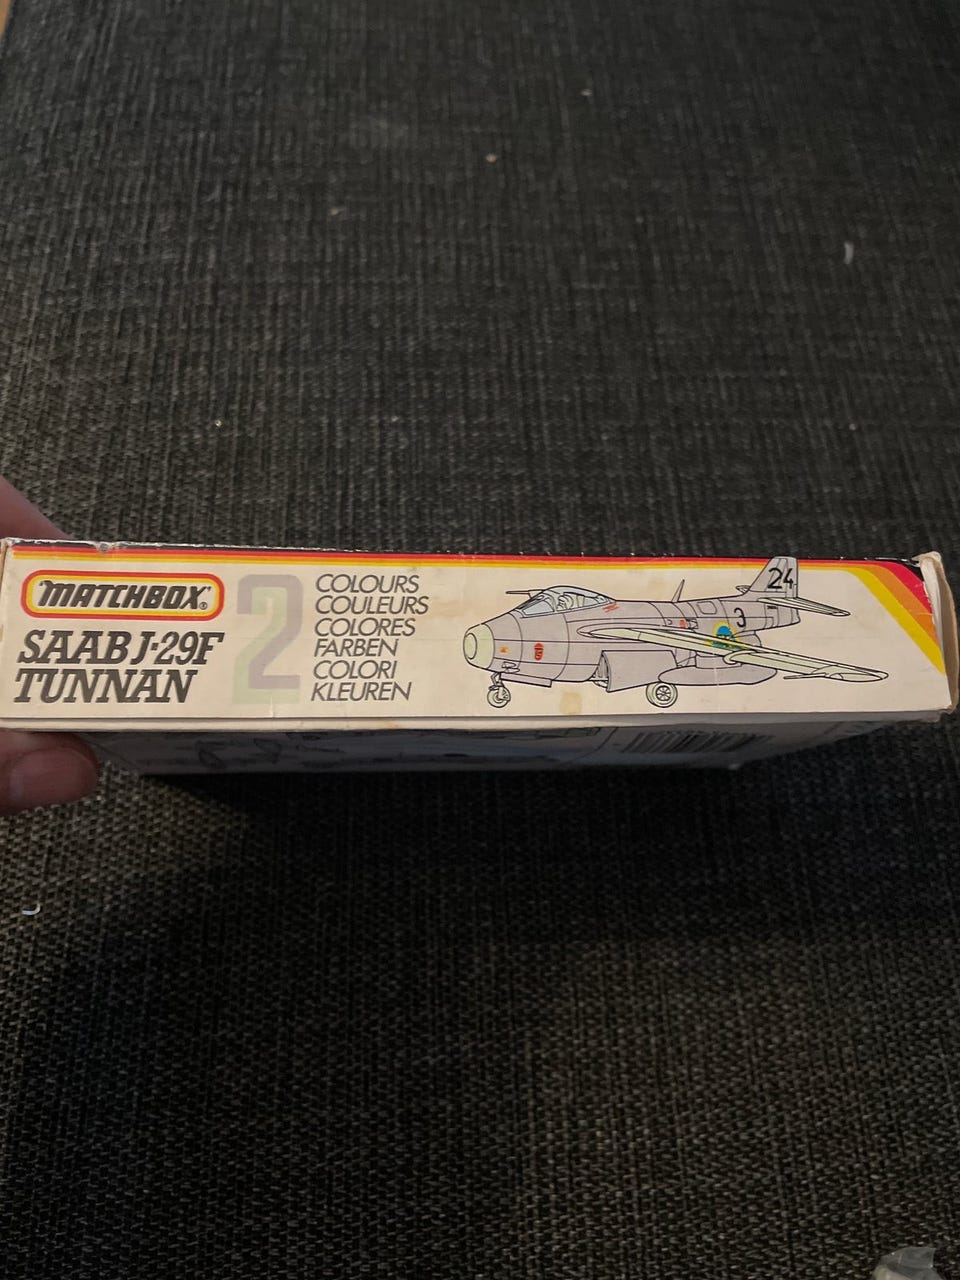 MATCHBOX®
SAAB J-29F
TUNNAN
2
COLOURS
COULEURS
COLORES
FARBEN
COLORI
KLEUREN
24
3